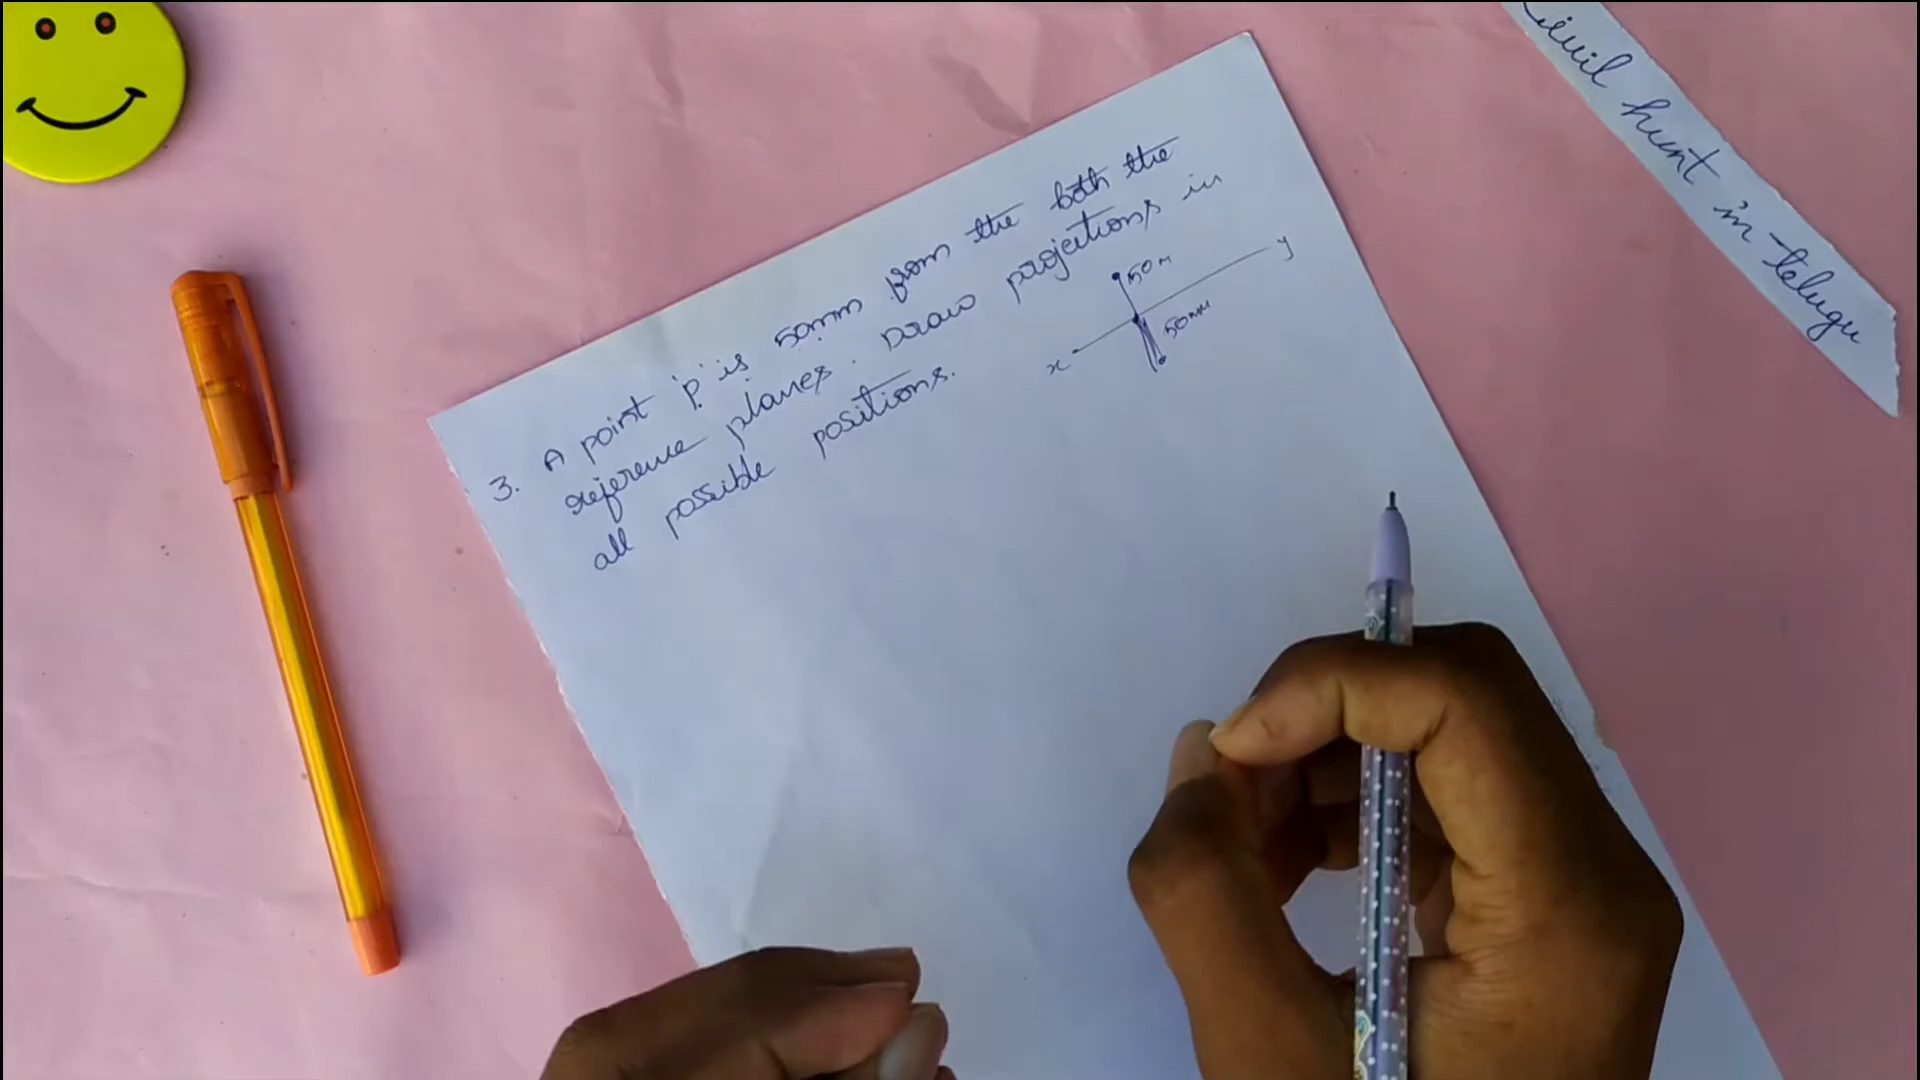 3. A point 'P' is 50mm from the both the
reference planes. Draw projections in
all possible positions.
50m
50mm
x
y
Civil hunt in telugu